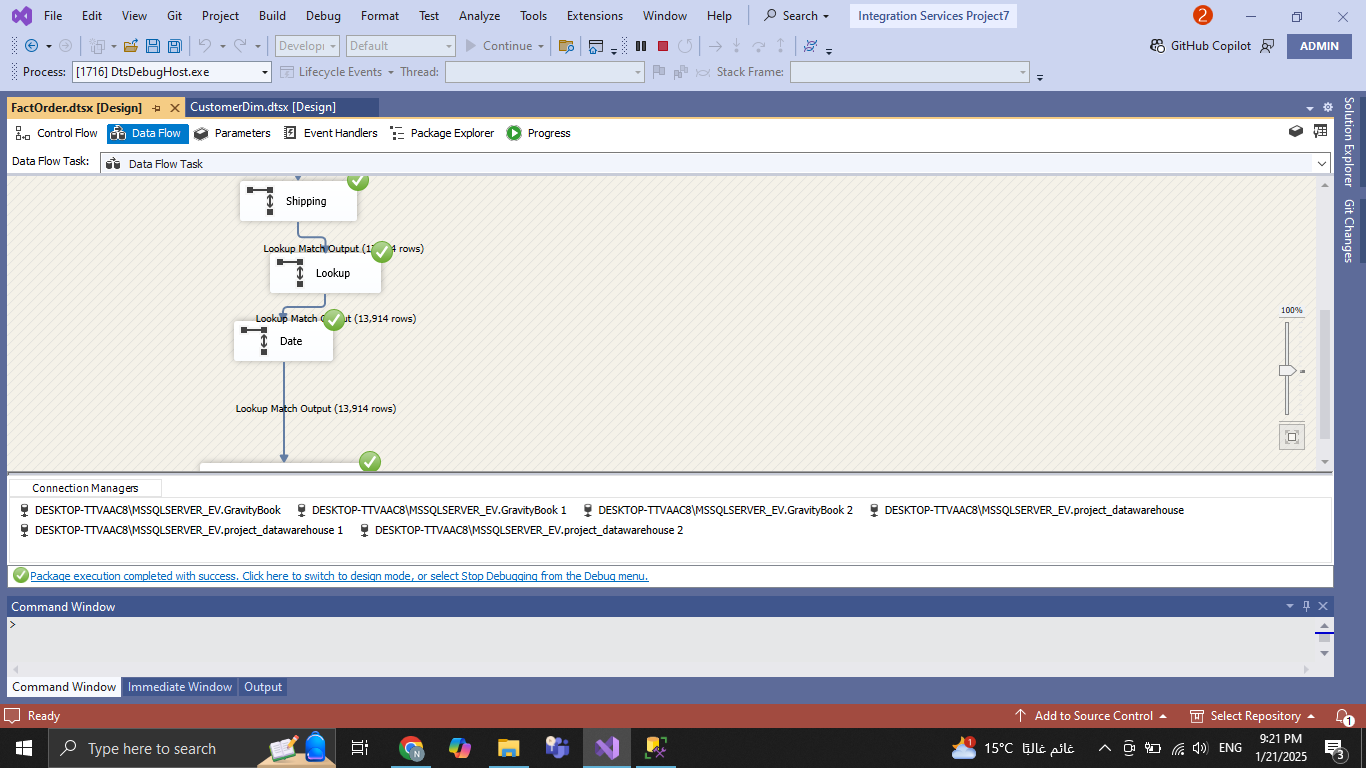 File Edit View Git Project Build Debug Format Test Analyze Tools Extensions Window Help Search Integration Services Project7 2
Develop Default Continue GitHub Copilot ADMIN
Process: [1716] DtsDebugHost.exe Lifecycle Events Thread: Stack Frame:
FactOrder.dtsx [Design] CustomerDim.dtsx [Design]
Control Flow Data Flow Parameters Event Handlers Package Explorer Progress
Data Flow Task: Data Flow Task
Solution Explorer
Git Changes
Shipping
Lookup Match Output rows)
Lookup
Lookup Match (13,914 rows)
Date
Lookup Match Output (13,914 rows)
100%
Connection Managers
DESKTOP-TTVAAC8\MSSQLSERVER_EV.GravityBook DESKTOP-TTVAAC8\MSSQLSERVER_EV.GravityBook 1 DESKTOP-TTVAAC8\MSSQLSERVER_EV.GravityBook 2 DESKTOP-TTVAAC8\MSSQLSERVER_EV.project_datawarehouse
DESKTOP-TTVAAC8\MSSQLSERVER_EV.project_datawarehouse 1 DESKTOP-TTVAAC8\MSSQLSERVER_EV.project_datawarehouse 2
Package execution completed with success. Click here to switch to design mode, or select Stop Debugging from the Debug menu.
Command Window
>
Command Window Immediate Window Output
Ready Add to Source Control Select Repository 1
Type here to search N 1 15°C غائم غالبًا ENG 9:21 PM 3
1/21/2025